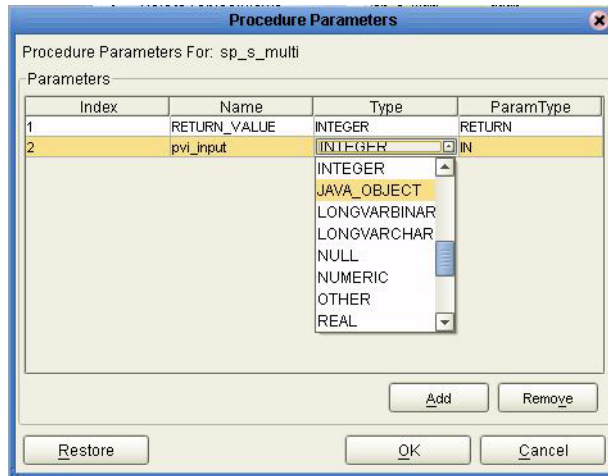 Procedure Parameters
Procedure Parameters For: sp_s_multi
Parameters
Index Name Type ParamType
1 RETURN_VALUE INTEGER RETURN
2 pvi_input INTEGER IN
INTEGER
JAVA_OBJECT
LONGVARBINAR
LONGVARCHAR
NULL
NUMERIC
OTHER
REAL
Add Remove
Restore OK Cancel